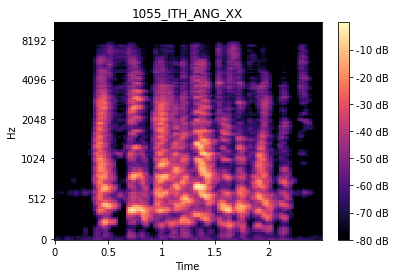 1055_ITH_ANG_XX
8192
4096
2048
1024
512
0
Hz
0 0.5 1 1.5 2
Time
-10 dB
-20 dB
-30 dB
-40 dB
-50 dB
-60 dB
-70 dB
-80 dB